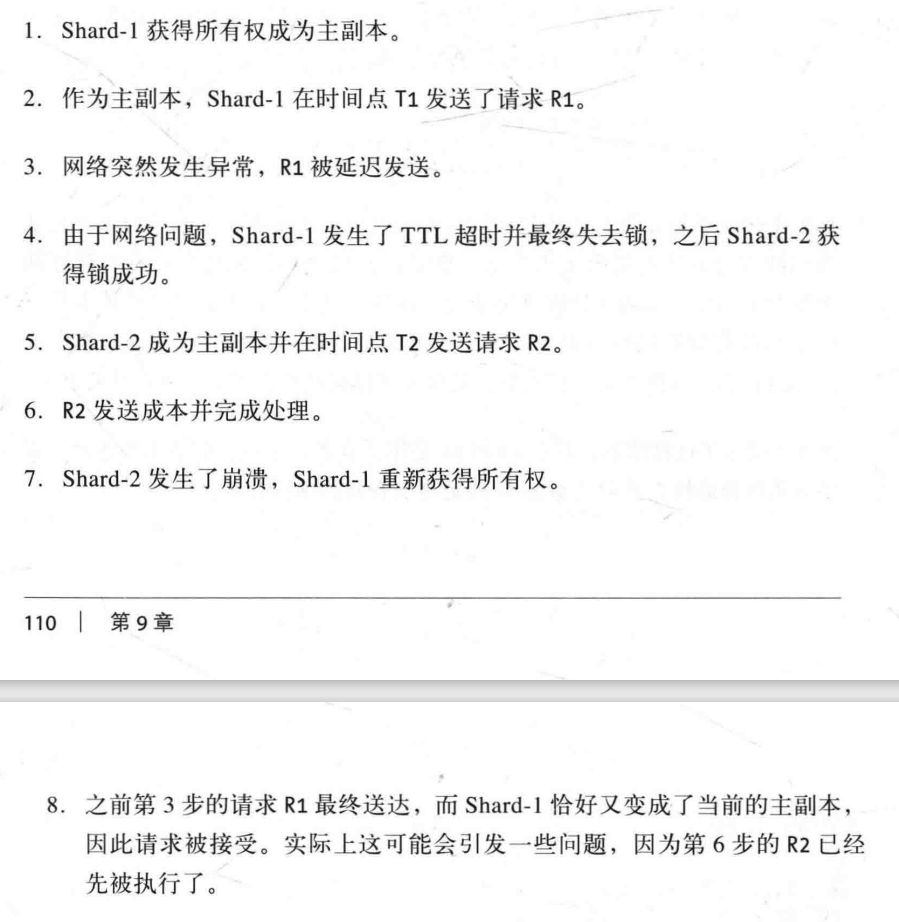 1. Shard-1 获得所有权成为主副本。
2. 作为主副本，Shard-1 在时间点 T1 发送了请求 R1。
3. 网络突然发生异常，R1 被延迟发送。
4. 由于网络问题，Shard-1 发生了 TTL 超时并最终失去锁，之后 Shard-2 获
得锁成功。
5. Shard-2 成为主副本并在时间点 T2 发送请求 R2。
6. R2 发送成本并完成处理。
7. Shard-2 发生了崩溃，Shard-1 重新获得所有权。
110 | 第 9 章
8. 之前第 3 步的请求 R1 最终送达，而 Shard-1 恰好又变成了当前的主副本，
因此请求被接受。实际上这可能会引发一些问题，因为第 6 步的 R2 已经
先被执行了。